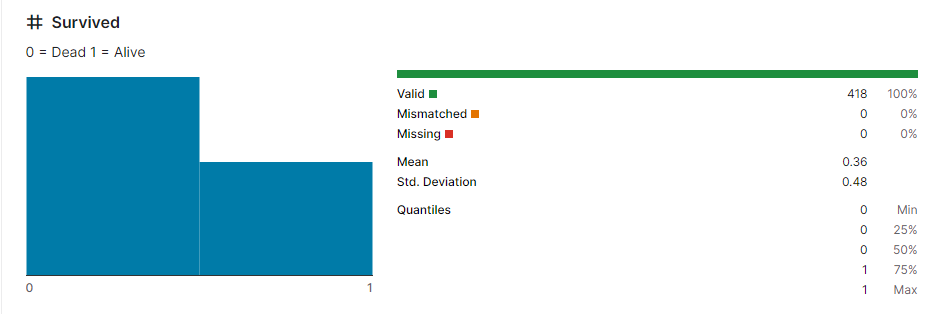 # Survived
0 = Dead 1 = Alive
0 1
Valid 418 100%
Mismatched 0 0%
Missing 0 0%
Mean 0.36
Std. Deviation 0.48
Quantiles 0 Min
0 25%
0 50%
1 75%
1 Max